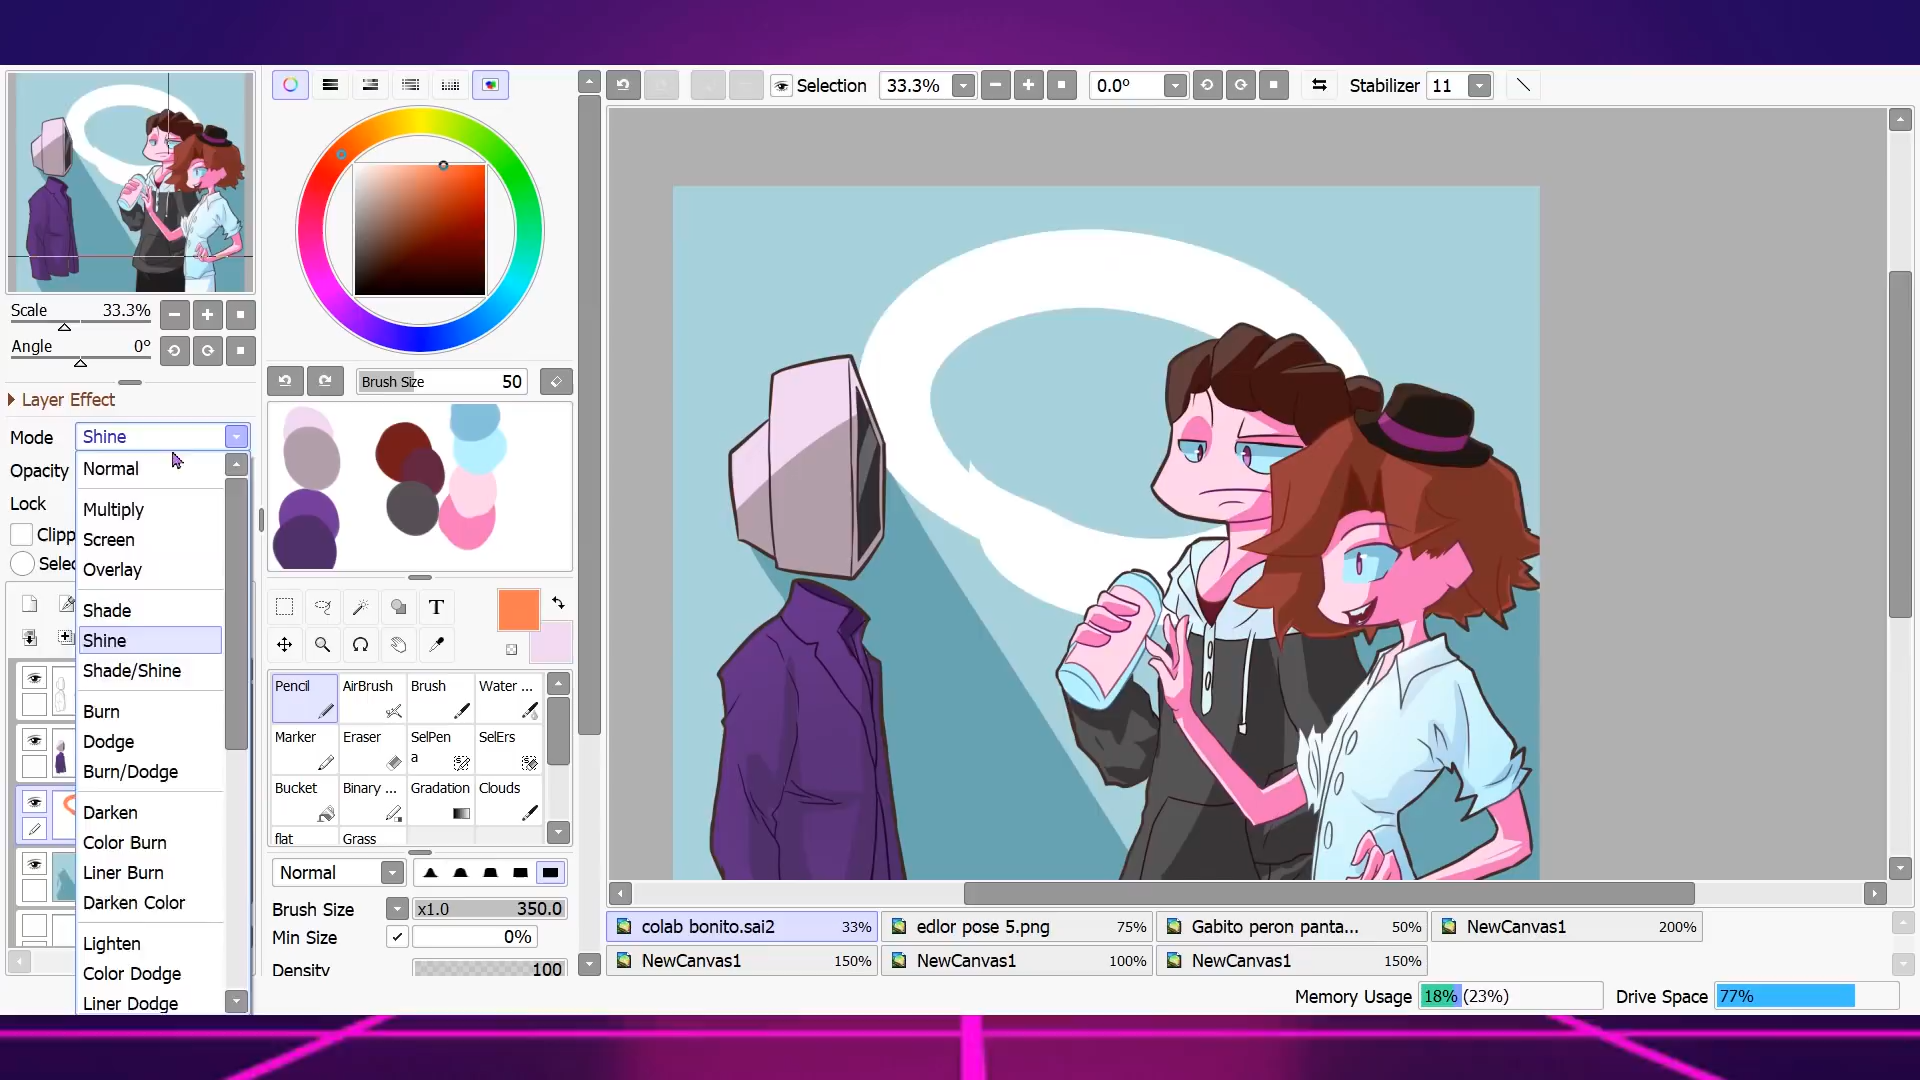 Selection 33.3% 0.0° Stabilizer 11
Scale 33.3%
Angle 0°
Layer Effect
Mode Shine
Opacity
Lock
Clipp
Selec
Normal
Multiply
Screen
Overlay
Shade
Shine
Shade/Shine
Burn
Dodge
Burn/Dodge
Darken
Color Burn
Liner Burn
Darken Color
Lighten
Color Dodge
Liner Dodge
Brush Size 50
T
Pencil AirBrush Brush Water ...
Marker Eraser SelPen SelErs
a
Bucket Binary ... Gradation Clouds
flat Grass
Normal
Brush Size x1.0 350.0
Min Size 0%
Density 100
colab bonito.sai2 33% edlor pose 5.png 75% Gabito peron panta... 50% NewCanvas1 200%
NewCanvas1 150% NewCanvas1 100% NewCanvas1 150%
Memory Usage 18% (23%) Drive Space 77%